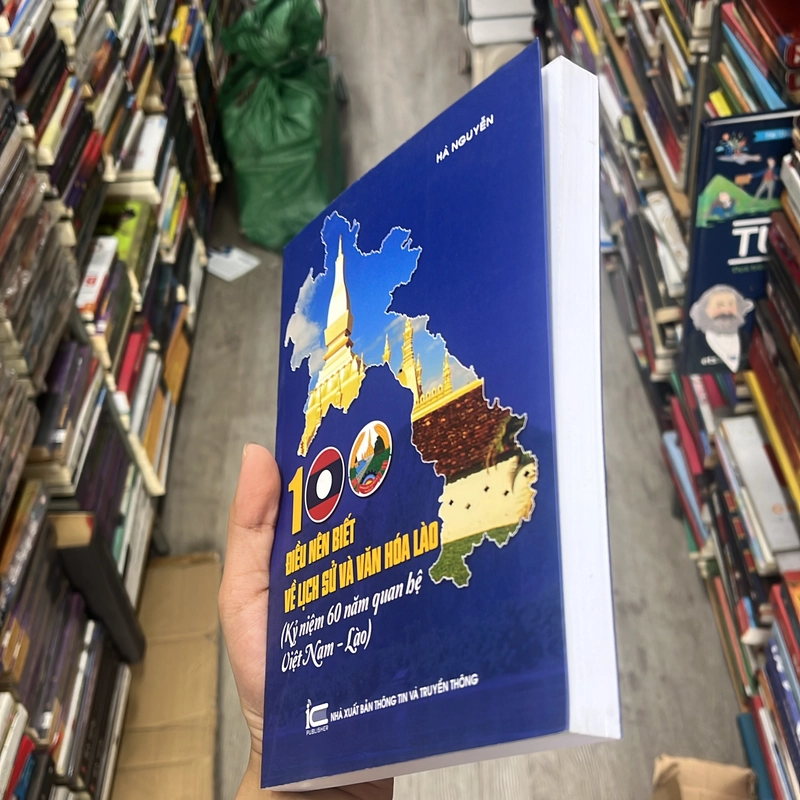 HÀ NGUYỄN
100
ĐIỀU NÊN BIẾT
VỀ LỊCH SỬ VÀ VĂN HÓA LÀO
(Kỷ niệm 60 năm quan hệ
Việt Nam - Lào)
iC
PUBLISHER
NHÀ XUẤT BẢN THÔNG TIN VÀ TRUYỀN THÔNG